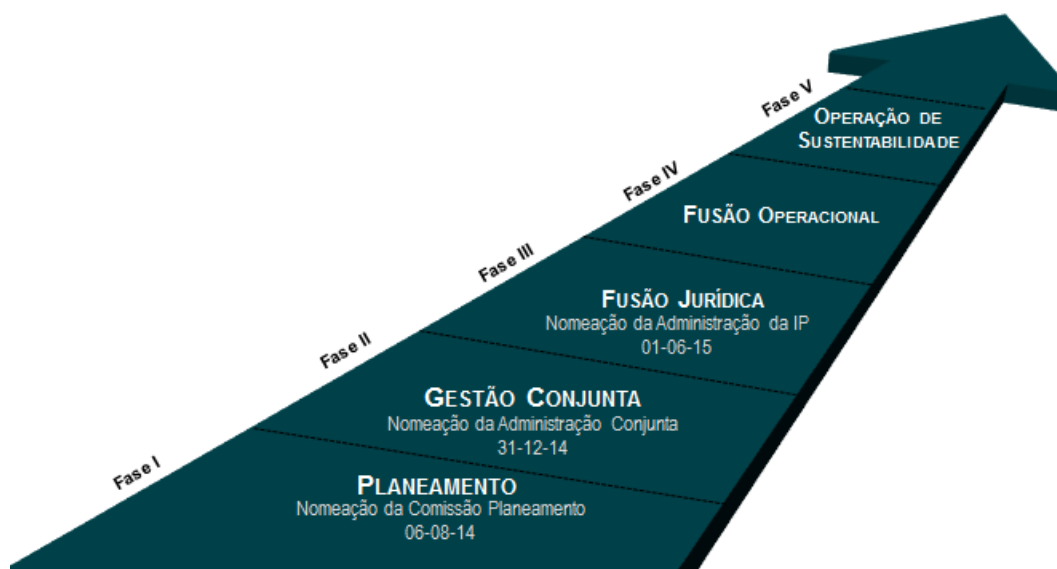 Fase V
OPERAÇÃO DE
SUSTENTABILIDADE
Fase IV
FUSÃO OPERACIONAL
Fase III
FUSÃO JURÍDICA
Nomeação da Administração da IP
01-06-15
Fase II
GESTÃO CONJUNTA
Nomeação da Administração Conjunta
31-12-14
Fase I
PLANEAMENTO
Nomeação da Comissão Planeamento
06-08-14